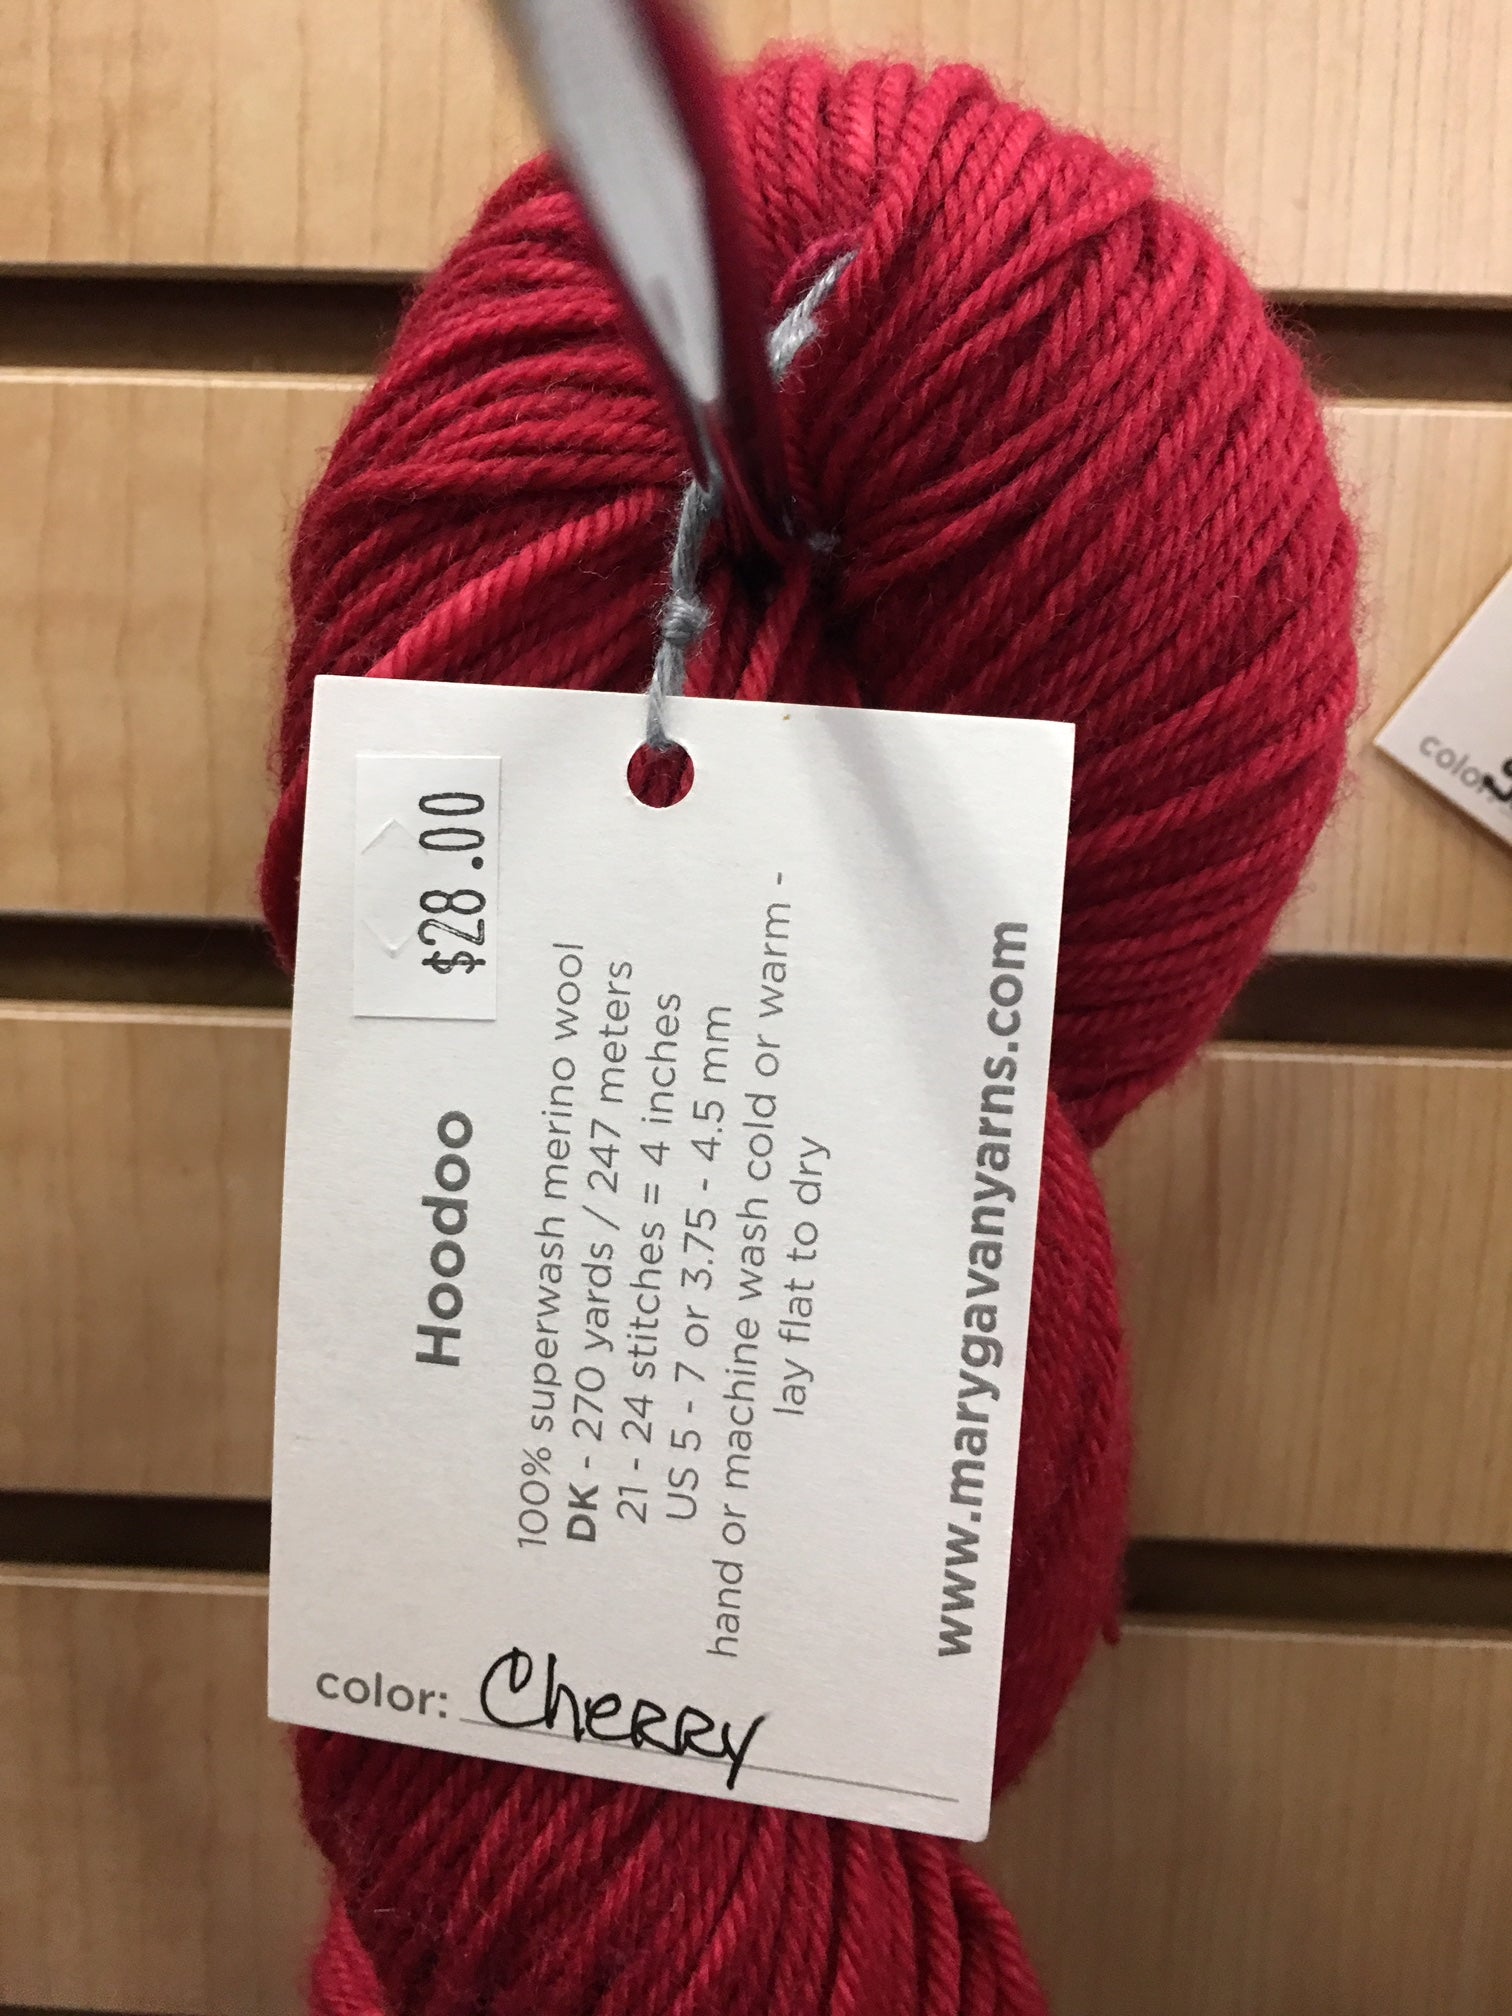 $28.00
Hoodoo
100% superwash merino wool
DK - 270 yards / 247 meters
21 - 24 stitches = 4 inches
US 5 - 7 or 3.75 - 4.5 mm
hand or machine wash cold or warm -
lay flat to dry
www.marygavanyarns.com
color: Cherry
color: